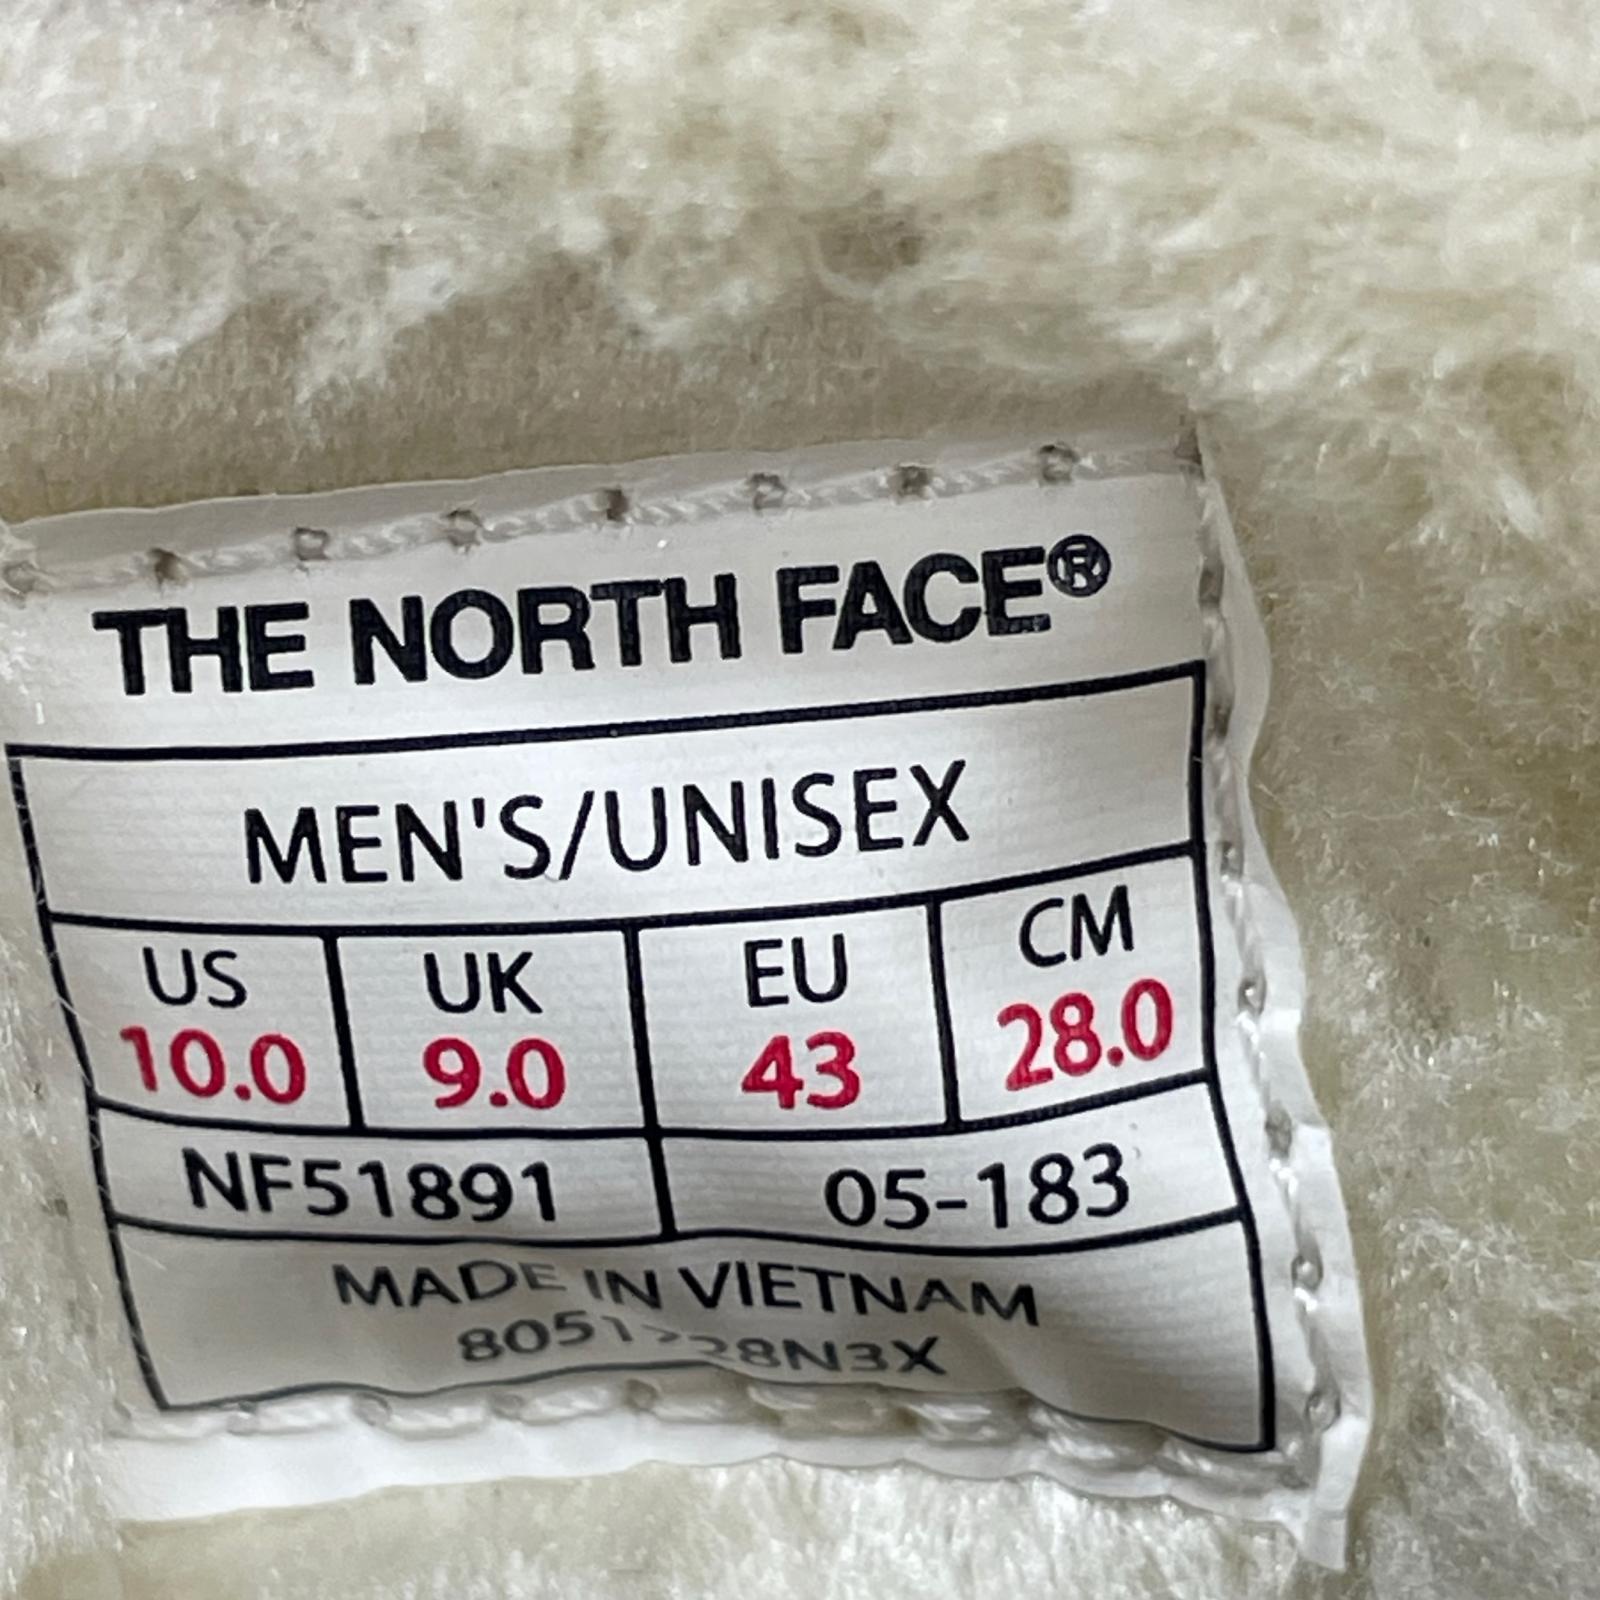 THE NORTH FACE®
MEN'S/UNISEX
US UK EU CM
10.0 9.0 43 28.0
NF51891 05-183
MADE IN VIETNAM